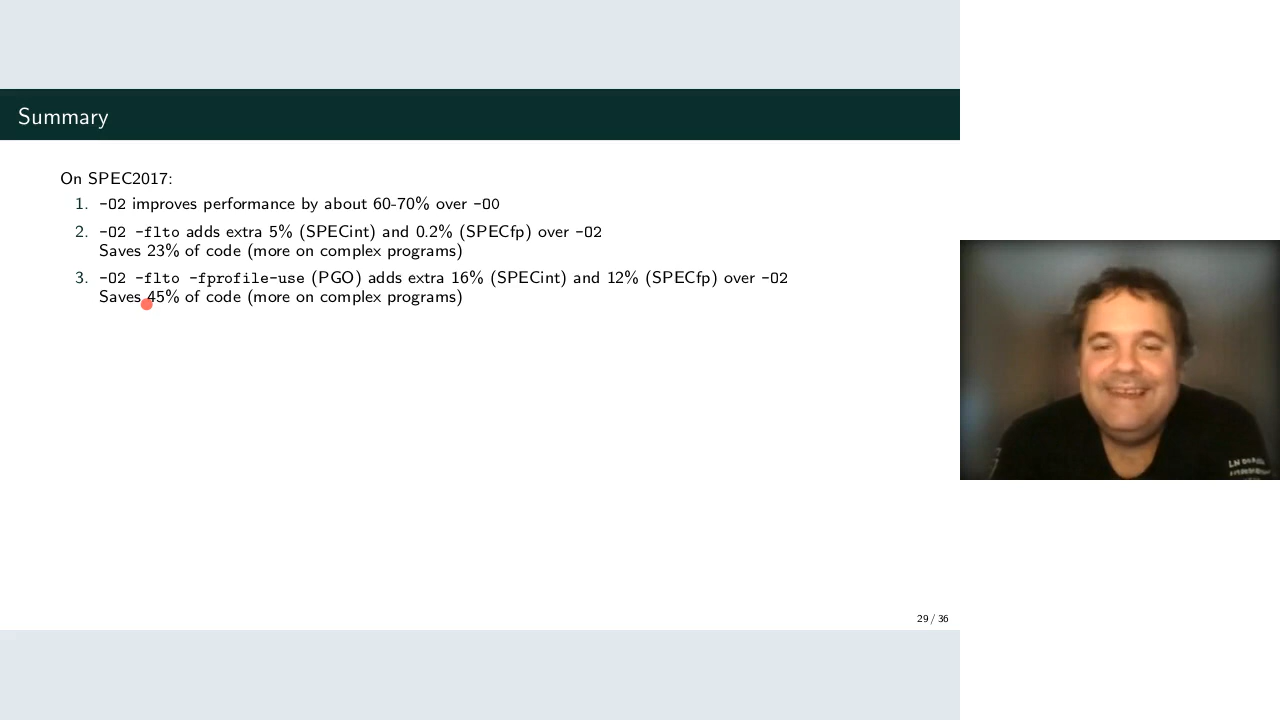 Summary
On SPEC2017:
1. -O2 improves performance by about 60-70% over -O0
2. -O2 -flto adds extra 5% (SPECint) and 0.2% (SPECfp) over -O2
Saves 23% of code (more on complex programs)
3. -O2 -flto -fprofile-use (PGO) adds extra 16% (SPECint) and 12% (SPECfp) over -O2
Saves 45% of code (more on complex programs)
29 / 36